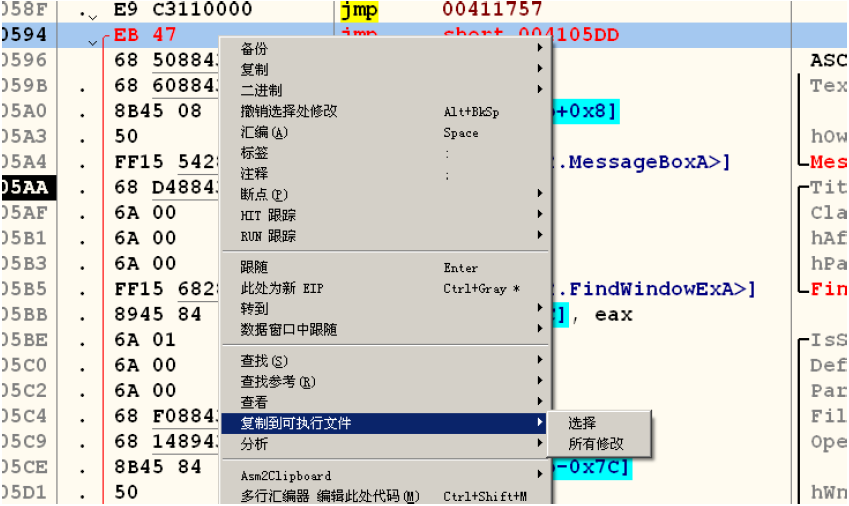 058F . E9 C3110000 jmp 00411757
0594 EB 47 jmp short 004105DD
0596 68 508843 备份 ASC
059B . 68 608843 复制 Tex
二进制
05A0 . 8B45 08 撤销选择处修改 Alt+BkSp +0x8]
05A3 . 50 汇编(A) Space hOw
05A4 . FF15 542 标签 : .MessageBoxA>] Mes
注释 ;
05AA . 68 D4884 断点(P) Tit
05AF . 6A 00 HIT 跟踪 Cla
05B1 . 6A 00 RUN 跟踪 hAf
05B3 . 6A 00 跟随 Enter hPa
05B5 . FF15 682 此处为新 EIP Ctrl+Gray * .FindWindowExA>] Fin
05BB . 8945 84 转到 ], eax
数据窗口中跟随
05BE . 6A 01 IsS
05C0 . 6A 00 查找(S) Def
05C2 . 6A 00 查找参考(R) Par
查看
05C4 . 68 F0884 复制到可执行文件 选择 Fil
05C9 . 68 14894 分析 所有修改 Ope
05CE . 8B45 84 Asm2Clipboard -0x7C]
05D1 . 50 多行汇编器 编辑此处代码(M) Ctrl+Shift+M hWn